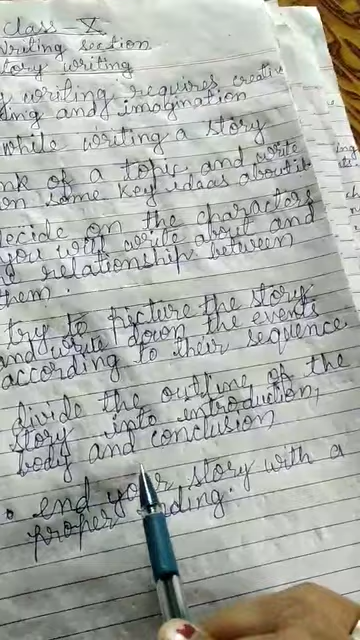 class X
Writing section
Story writing
writing requires creative
and imagination
while writing a story
of a topic and write
some key ideas about it
decide on the characters
you will write about and
relationship between
them.
try to picture the story
and write down the events
according to their sequence
divide the outline of the
story into introduction,
body and conclusion
• end your story with a
proper ending.